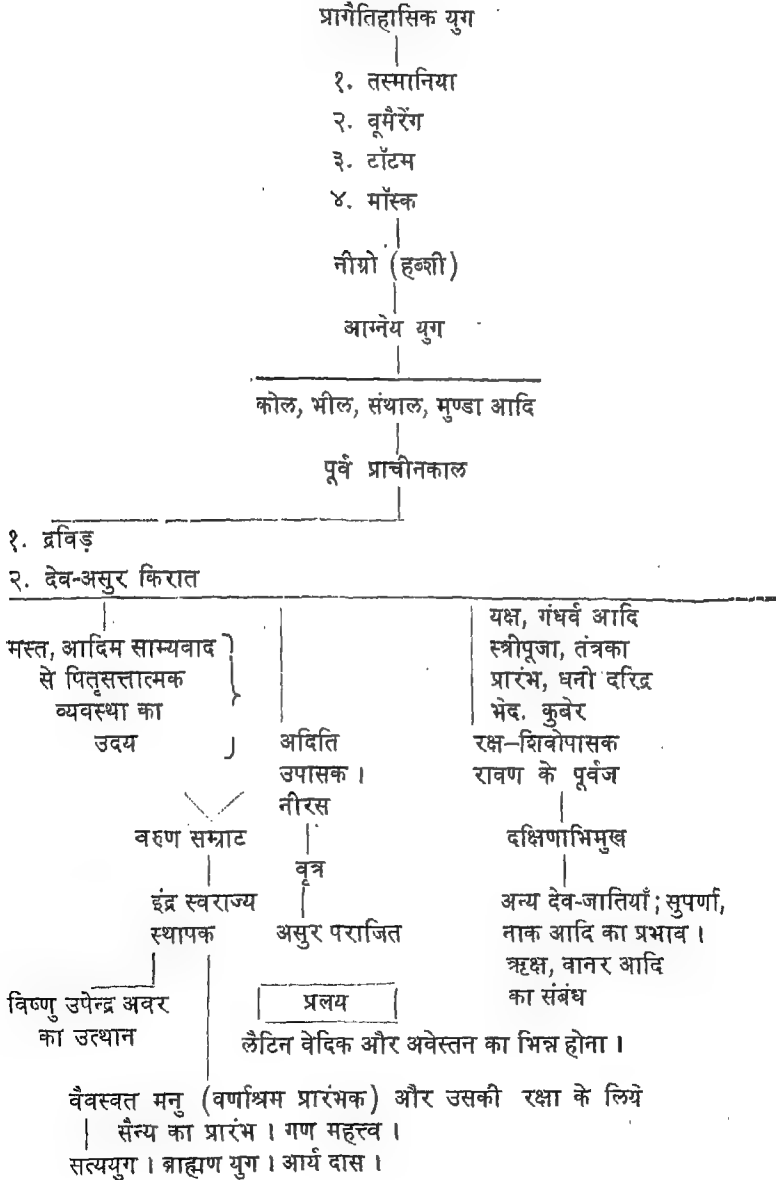 प्रागैतिहासिक युग
१. तस्मानिया
२. बूमैरेंग
३. टॉटम
४. मॉस्क
नीग्रो (हब्शी)
आग्नेय युग
कोल, भील, संथाल, मुण्डा आदि
पूर्व प्राचीनकाल
१. द्रविड़
२. देव-असुर किरात
मस्त, आदिम साम्यवाद
से पितृसत्तात्मक
व्यवस्था का
उदय
वरुण सम्राट
इंद्र स्वराज्य
स्थापक
विष्णु उपेन्द्र अवर
का उत्थान
अदिति
उपासक ।
नीरस
वृत्र
असुर पराजित
यक्ष, गंधर्व आदि
स्त्रीपूजा, तंत्रका
प्रारंभ, धनी दरिद्र
भेद. कुबेर
रक्ष–शिवोपासक
रावण के पूर्वज
दक्षिणाभिमुख
अन्य देव-जातियाँ ; सुपर्णा,
नाक आदि का प्रभाव ।
ऋक्ष, वानर आदि
का संबंध
प्रलय
लैटिन वेदिक और अवेस्तन का भिन्न होना ।
वैवस्वत मनु (वर्णाश्रम प्रारंभक) और उसकी रक्षा के लिये
सैन्य का प्रारंभ । गण महत्त्व ।
सत्ययुग । ब्राह्मण युग । आर्य दास ।